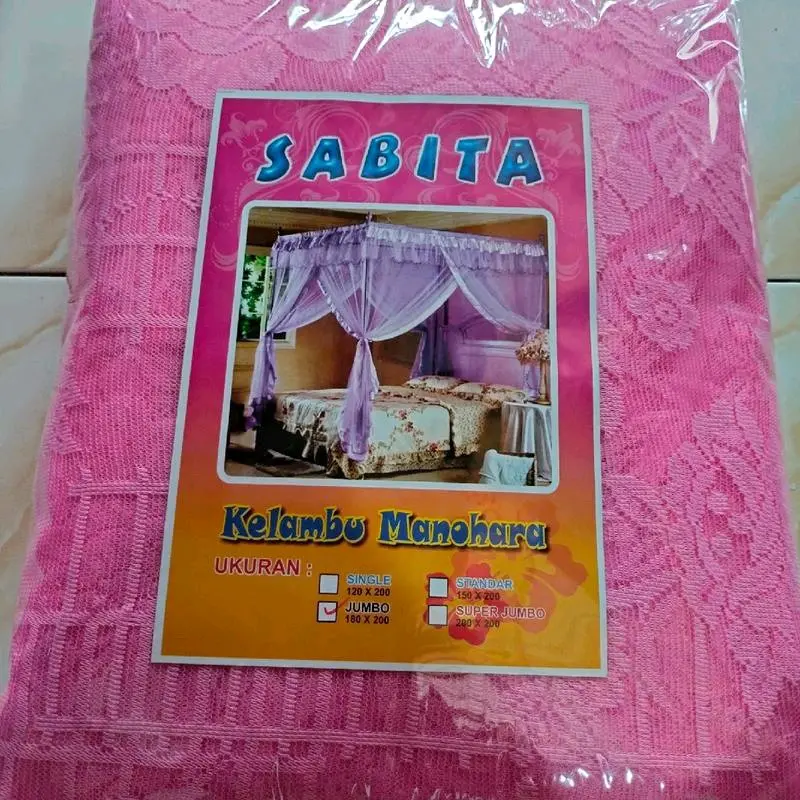 SABITA
Kelambu Manohara
UKURAN :
SINGLE
120 X 200
STANDAR
150 X 200
JUMBO
180 X 200
SUPER JUMBO
200 X 200